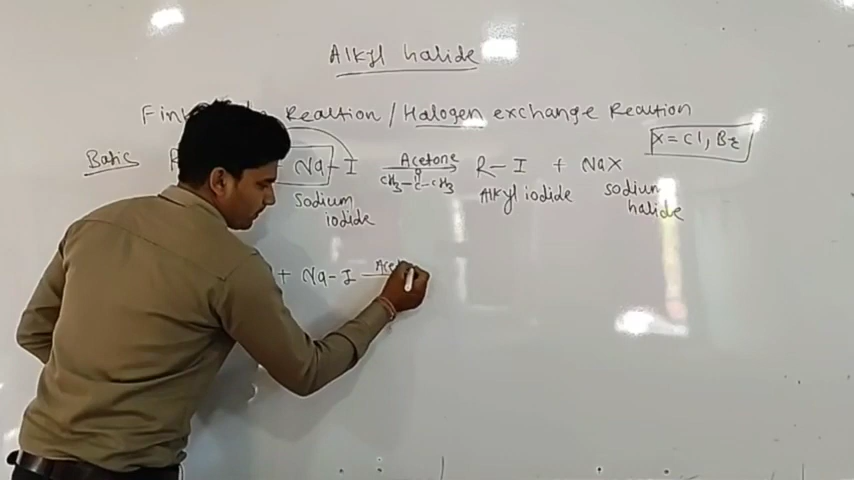 Alkyl halide
Reaction / Halogen exchange Reaction
X = Cl, Br
Basic Na - I Acetone R - I + NaX
CH3 - C - CH3
O
sodium iodide Alkyl iodide sodium halide
+ Na - I